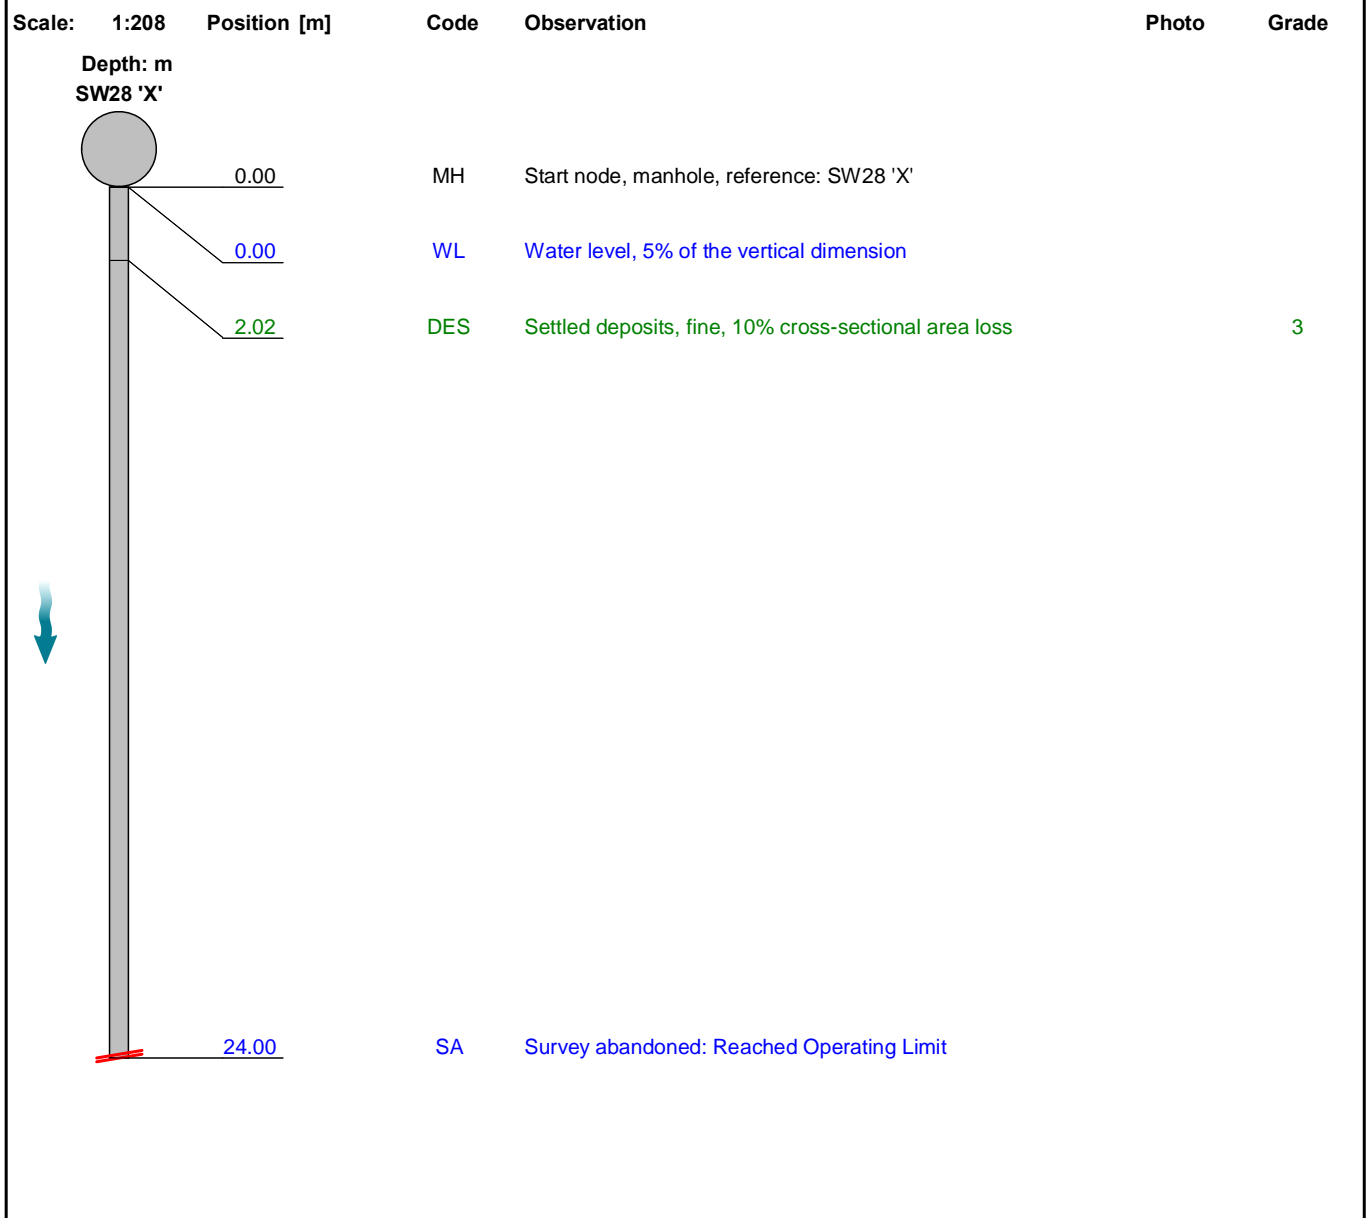 Scale: 1:208 Position [m] Code Observation Photo Grade
Depth: m
SW28 'X'
0.00 MH Start node, manhole, reference: SW28 'X'
0.00 WL Water level, 5% of the vertical dimension
2.02 DES Settled deposits, fine, 10% cross-sectional area loss 3
24.00 SA Survey abandoned: Reached Operating Limit